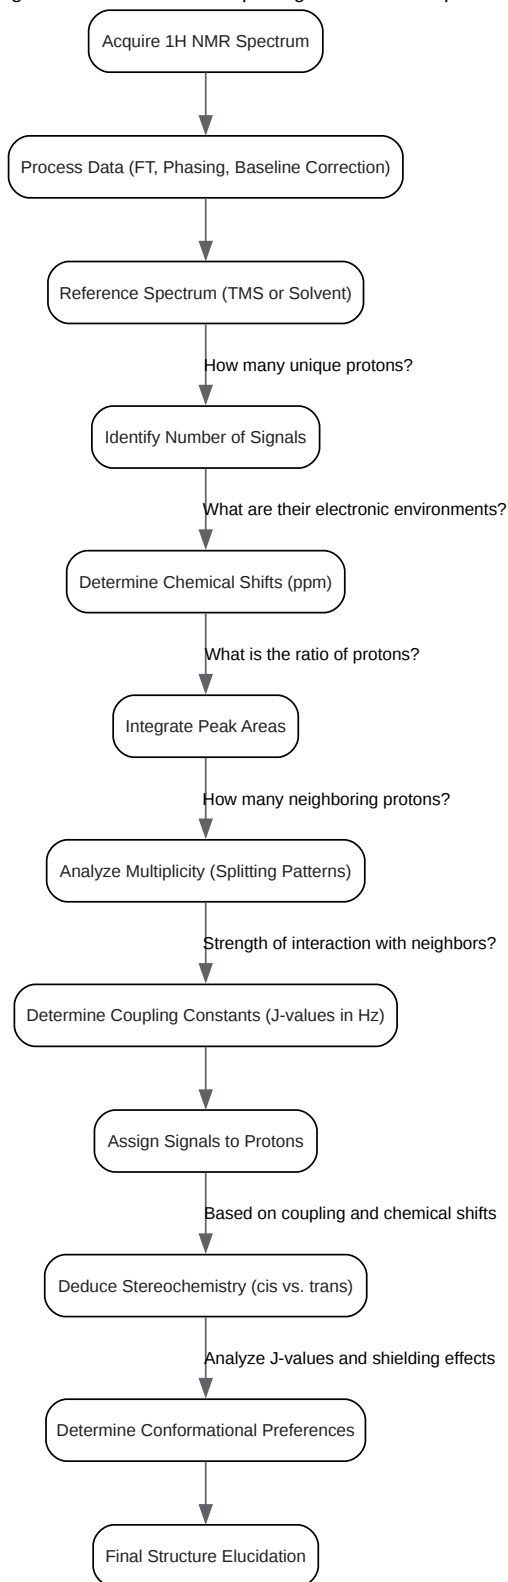 Acquire 1H NMR Spectrum
Process Data (FT, Phasing, Baseline Correction)
Reference Spectrum (TMS or Solvent)
How many unique protons?
Identify Number of Signals
What are their electronic environments?
Determine Chemical Shifts (ppm)
What is the ratio of protons?
Integrate Peak Areas
How many neighboring protons?
Analyze Multiplicity (Splitting Patterns)
Strength of interaction with neighbors?
Determine Coupling Constants (J-values in Hz)
Assign Signals to Protons
Based on coupling and chemical shifts
Deduce Stereochemistry (cis vs. trans)
Analyze J-values and shielding effects
Determine Conformational Preferences
Final Structure Elucidation